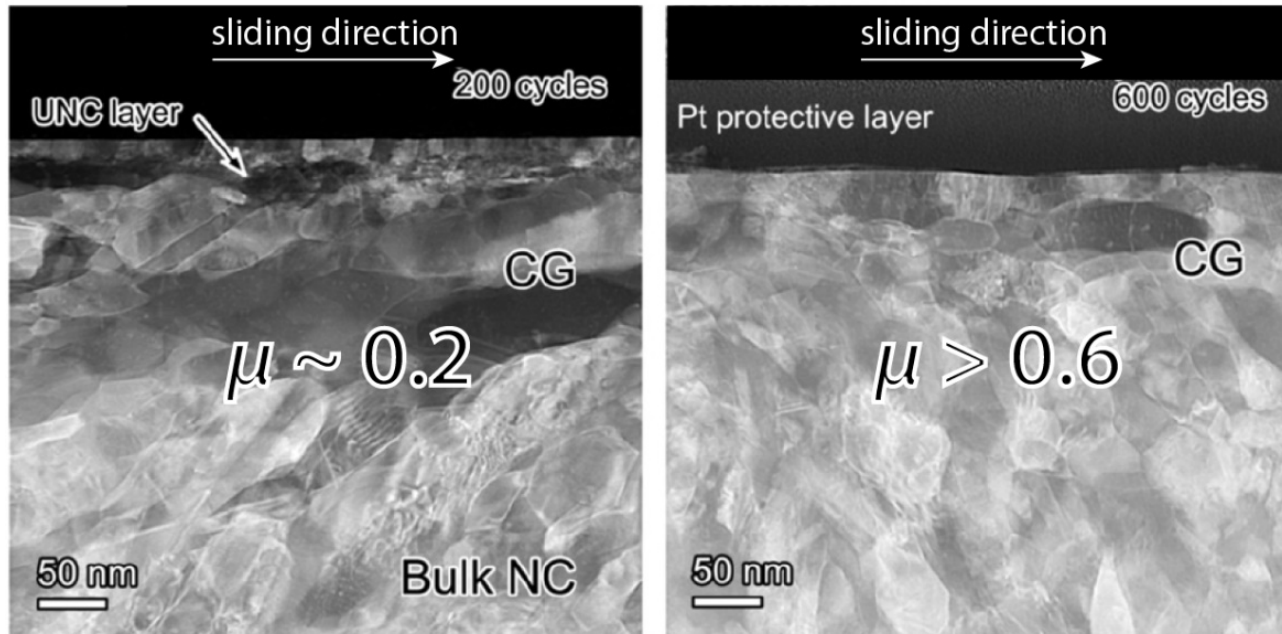 sliding direction
200 cycles
UNC layer
CG
μ ~ 0.2
50 nm
Bulk NC
sliding direction
600 cycles
Pt protective layer
CG
μ > 0.6
50 nm